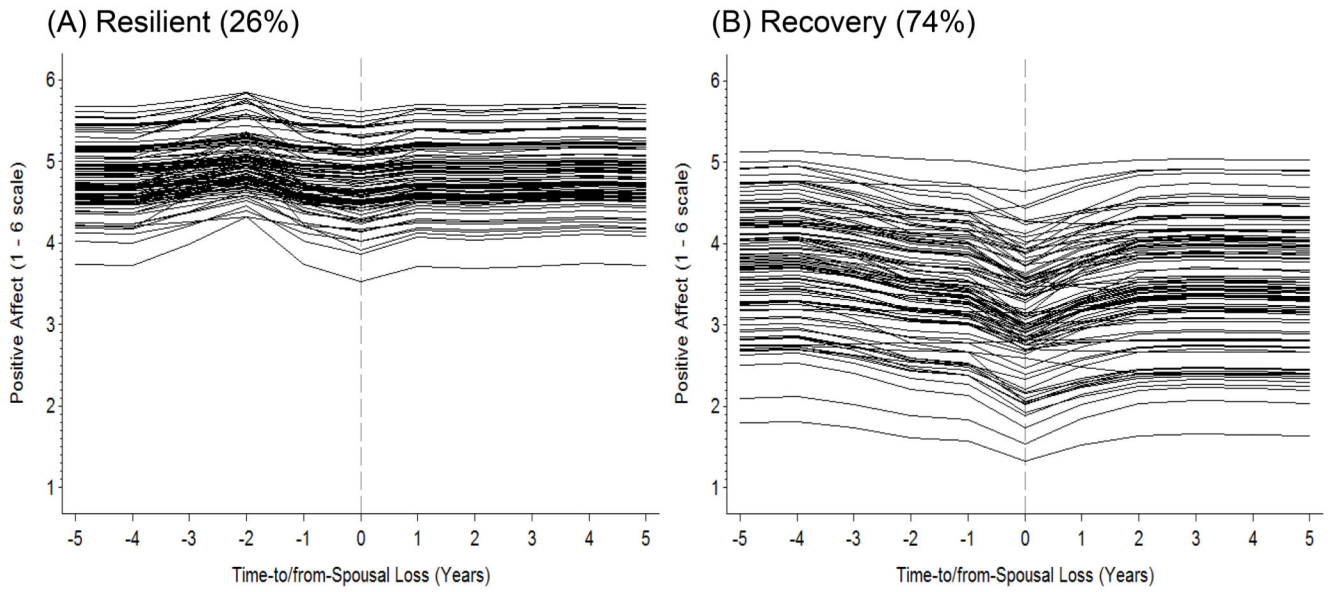 (A) Resilient (26%)
Positive Affect (1 - 6 scale)
6
5
4
3
2
1
-5 -4 -3 -2 -1 0 1 2 3 4 5
Time-to/from-Spousal Loss (Years)
(B) Recovery (74%)
Positive Affect (1 - 6 scale)
6
5
4
3
2
1
-5 -4 -3 -2 -1 0 1 2 3 4 5
Time-to/from-Spousal Loss (Years)